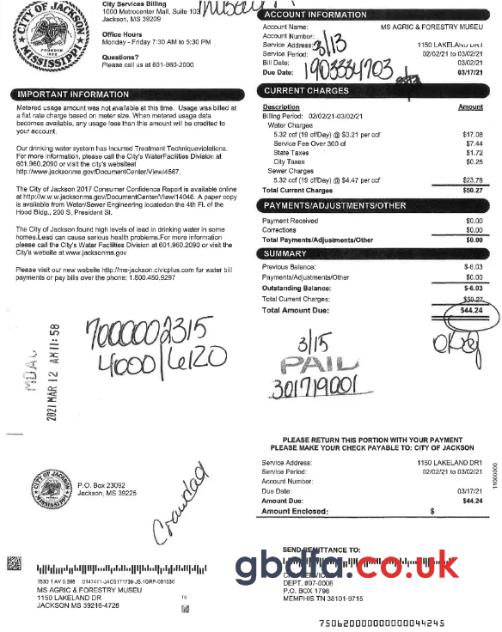 CITY OF JACKSON
MISSISSIPPI
City Services Billing
1000 Metrocenter Mall, Suite 103
Jackson, MS 39209
Office Hours
Monday - Friday 7:30 AM to 5:30 PM
Questions?
Please call us at 601-960-2000
IMPORTANT INFORMATION
Metered usage amount was not available at this time. Usage was billed at
a flat rate charge based on meter size. When metered usage data
becomes available, any usage less than this amount will be credited to
your account.
Our drinking water system has incurred Treatment Techniqueviolations.
For more information, please call the City's WaterFacilities Division at
601.960.2090 or visit the city's websiteat
http://www.jacksonms.gov/DocumentCenter/View/4567.
The City of Jackson 2017 Consumer Confidence Report is available online
at http://w.w.w.jacksonms.gov/DocumentCenter/View/14046. A paper copy
is available from Water/Sewer Engineering locatedon the 4th FL of the
Hood Bldg., 200 S. President St.
The City of Jackson found high levels of lead in drinking water in some
homes.Lead can cause serious health problems.For more information
please call the City's Water Facilities Division at 601.960.2090 or visit the
City's website at www.jacksonms.gov
Please visit our new website http://ms-jackson.civicplus.com for water bill
payments or pay bills over the phone: 1.800.450.9297
MDAC
2021 MAR 12 AM 11:58
7000002315
4000/6120
ACCOUNT INFORMATION
Account Name: MS AGRIC & FORESTRY MUSEU
Account Number:
Service Address: 1150 LAKELAND DR1
Service Period: 02/02/21 to 03/02/21
Bill Date: 03/02/21
Due Date: 03/17/21
3/13
1903334703
CURRENT CHARGES
Description Amount
Billing Period: 02/02/21-03/02/21
Water Charges
5.32 ccf (19 cf/Day) @ $3.21 per ccf $17.08
Service Fee Over 300 cf $7.44
State Taxes $1.72
City Taxes $0.25
Sewer Charges
5.32 ccf (19 cf/Day) @ $4.47 per ccf $23.78
Total Current Charges $50.27
PAYMENTS/ADJUSTMENTS/OTHER
Payment Received $0.00
Corrections $0.00
Total Payments/Adjustments/Other $0.00
SUMMARY
Previous Balance: $-6.03
Payments/Adjustments/Other $0.00
Outstanding Balance: $-6.03
Total Current Charges: $50.27
Total Amount Due: $44.24
3/15
PAID
301719001
PLEASE RETURN THIS PORTION WITH YOUR PAYMENT
PLEASE MAKE YOUR CHECK PAYABLE TO: CITY OF JACKSON
Service Address: 1150 LAKELAND DR1
Service Period: 02/02/21 to 03/02/21
Account Number:
Due Date: 03/17/21
Amount Due: $44.24
Amount Enclosed: $
CITY OF JACKSON
P.O. Box 23092
Jackson, MS 39225
MS AGRIC & FORESTRY MUSEU
1150 LAKELAND DR
JACKSON MS 39216-4728
SEND REMITTANCE TO:
DEPT. #97-0006
P.O. BOX 1796
MEMPHIS TN 38101-9715
gbdfa.co.uk